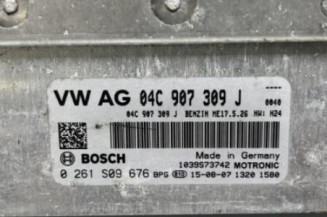 VW AG 04C 907 309 J
04C 907 309 J BENZIN ME17.5.26 HW: H24 0040
BOSCH Made in Germany
1039S73742 MOTRONIC
0 261 S09 676 BPG 15-08-07 1320 1580